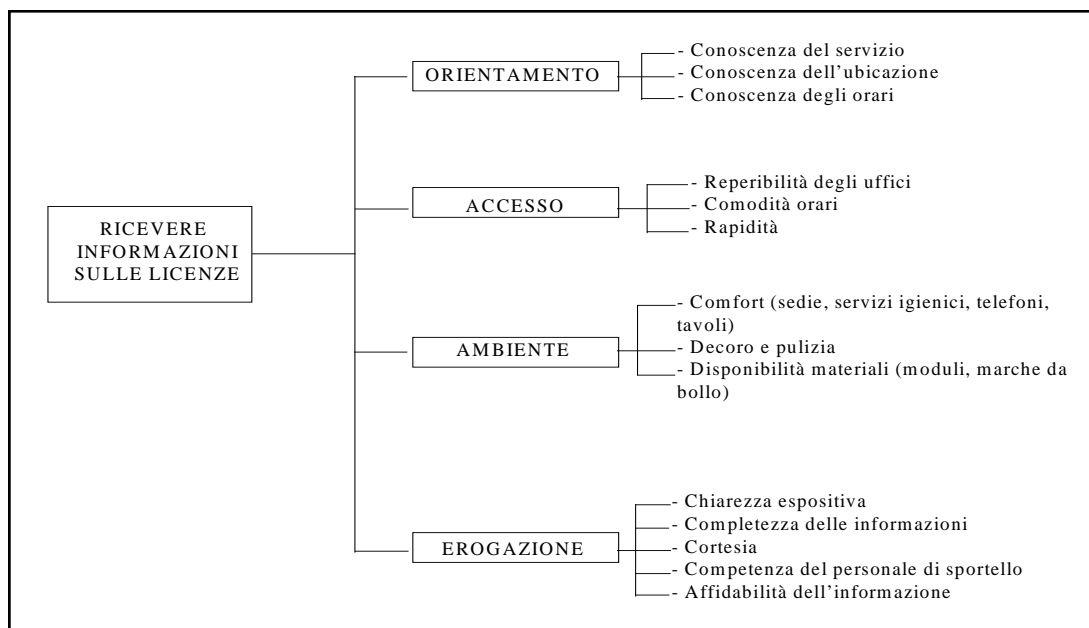 RICEVERE
INFORMAZIONI
SULLE LICENZE
ORIENTAMENTO
- Conoscenza del servizio
- Conoscenza dell'ubicazione
- Conoscenza degli orari
ACCESSO
- Reperibilità degli uffici
- Comodità orari
- Rapidità
AMBIENTE
- Comfort (sedie, servizi igienici, telefoni,
tavoli)
- Decoro e pulizia
- Disponibilità materiali (moduli, marche da
bollo)
EROGAZIONE
- Chiarezza espositiva
- Completezza delle informazioni
- Cortesia
- Competenza del personale di sportello
- Affidabilità dell'informazione